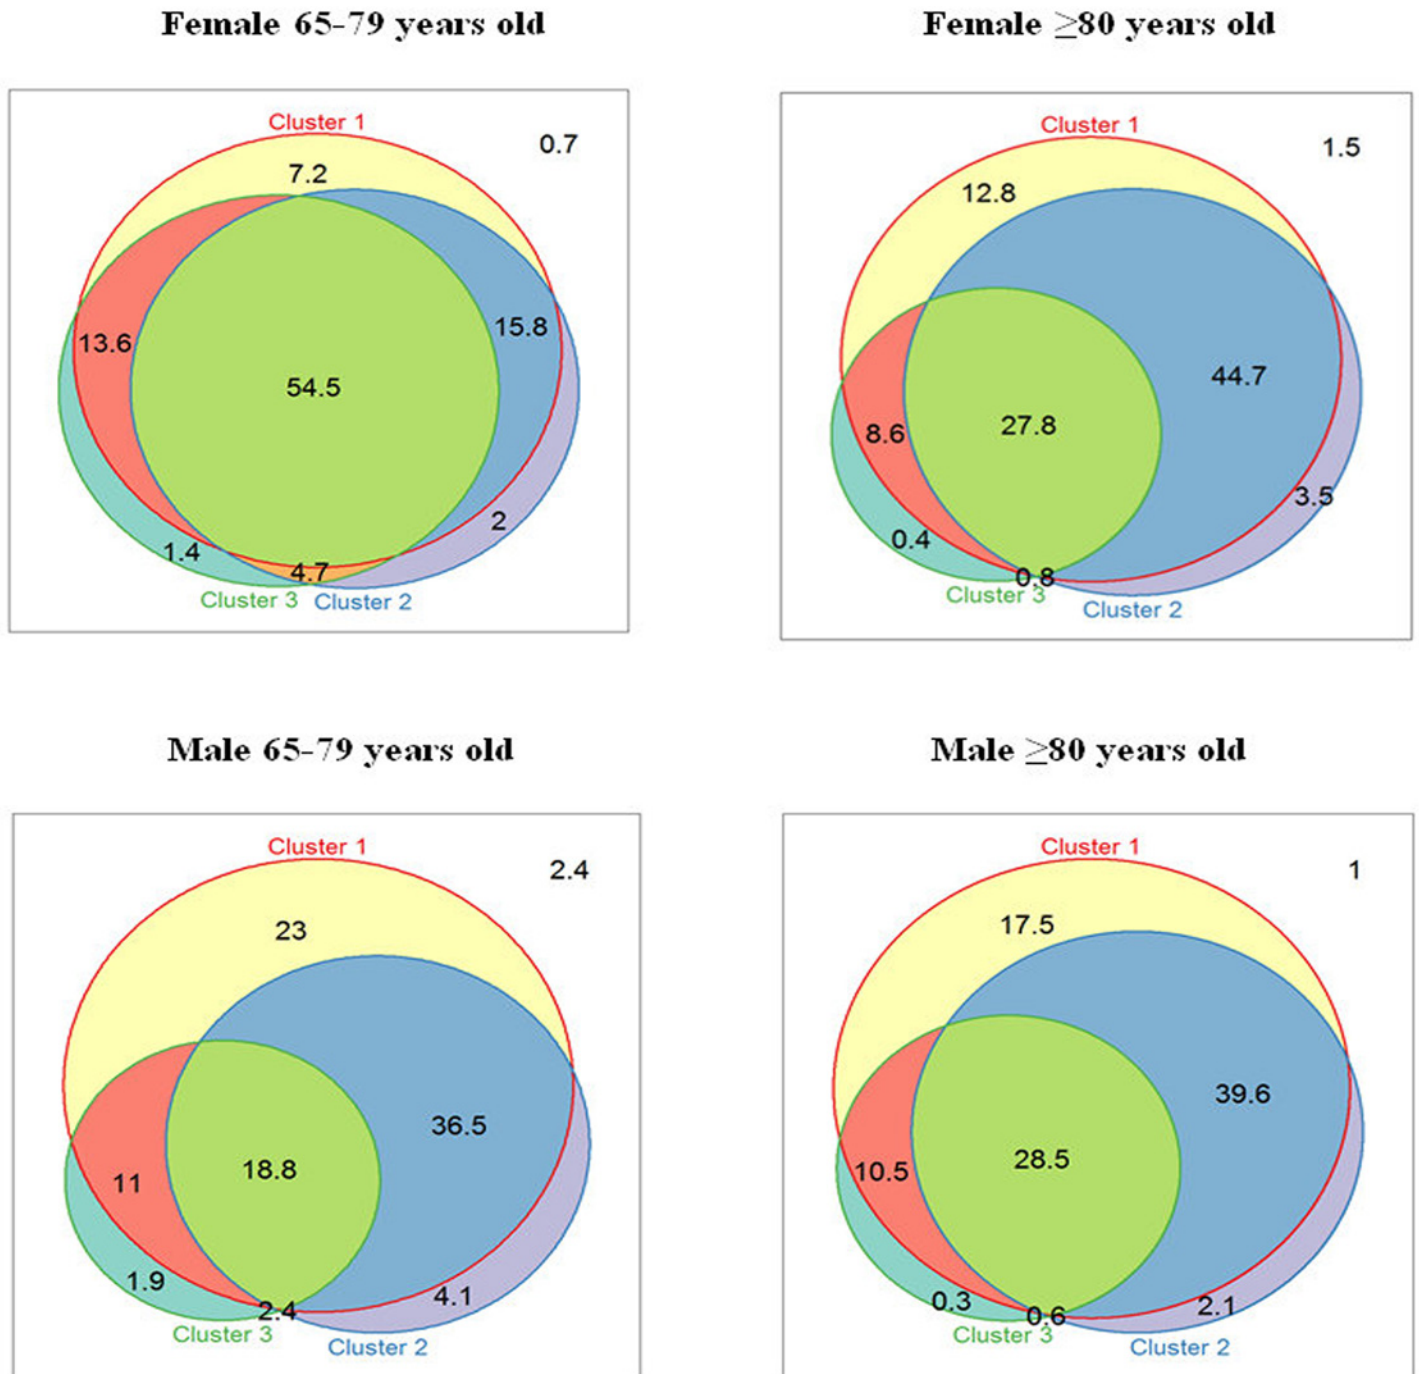 Female 65-79 years old
Cluster 1
0.7
7.2
13.6
15.8
54.5
2
1.4
4.7
Cluster 3
Cluster 2
Female ≥80 years old
Cluster 1
1.5
12.8
44.7
8.6
27.8
3.5
0.4
0.8
Cluster 3
Cluster 2
Male 65-79 years old
Cluster 1
2.4
23
36.5
11
18.8
1.9
4.1
2.4
Cluster 3
Cluster 2
Male ≥80 years old
Cluster 1
1
17.5
39.6
10.5
28.5
0.3
2.1
0.6
Cluster 3
Cluster 2